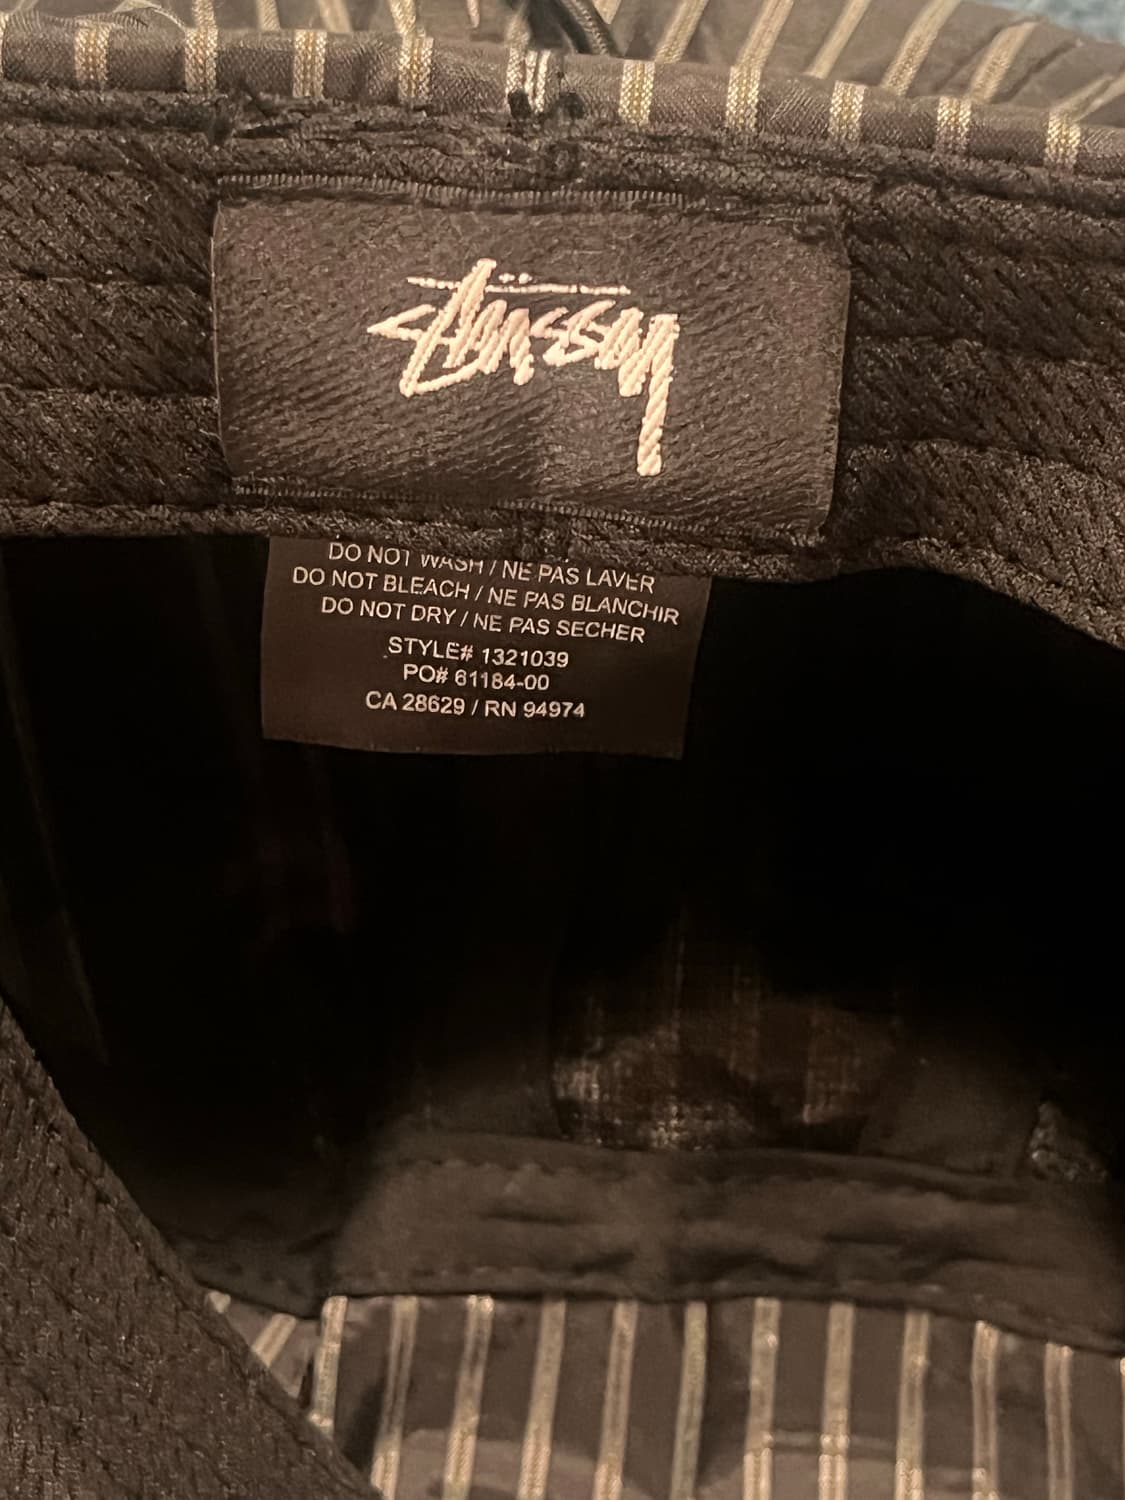 Stüssy
DO NOT WASH / NE PAS LAVER
DO NOT BLEACH / NE PAS BLANCHIR
DO NOT DRY / NE PAS SECHER
STYLE# 1321039
PO# 61184-00
CA 28629 / RN 94974